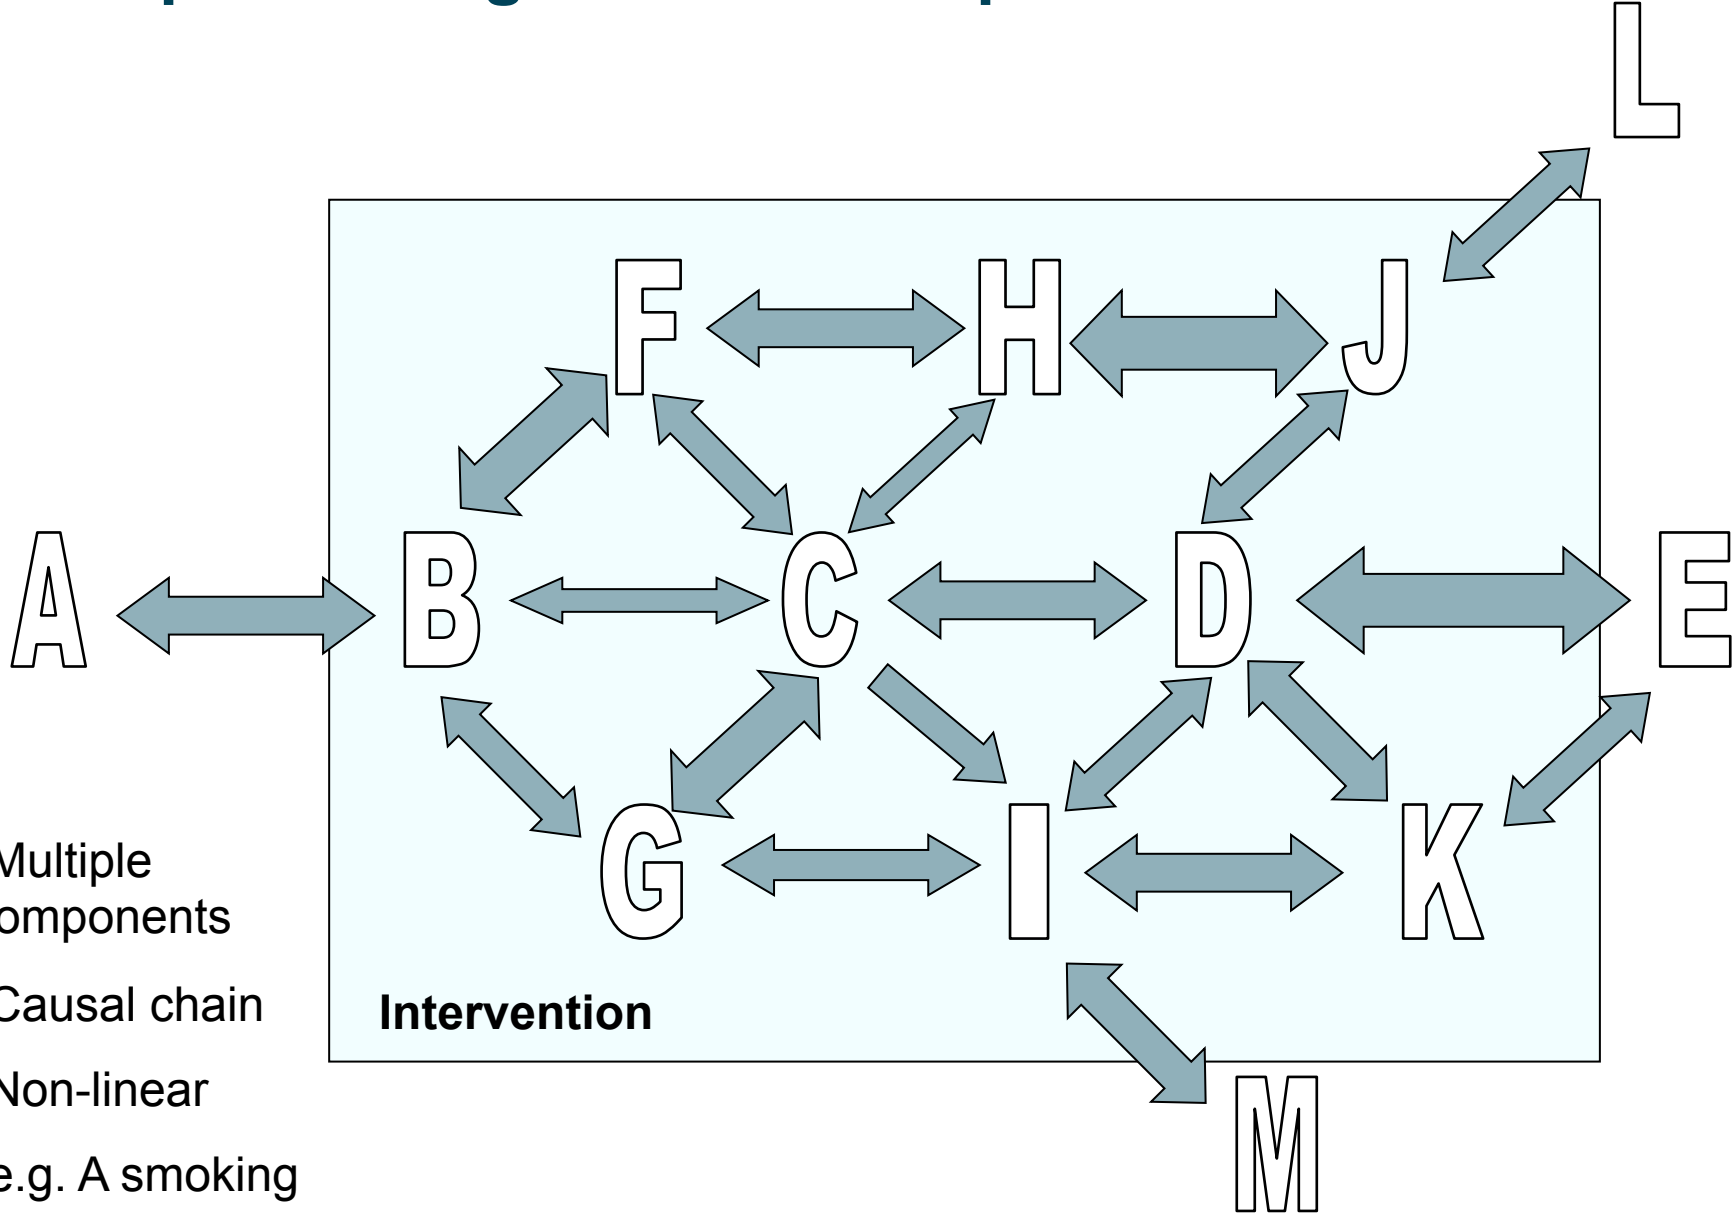 L
F H J
A B C D E
G I K
Multiple
omponents
Causal chain
Intervention
Non-linear
M
e.g. A smoking